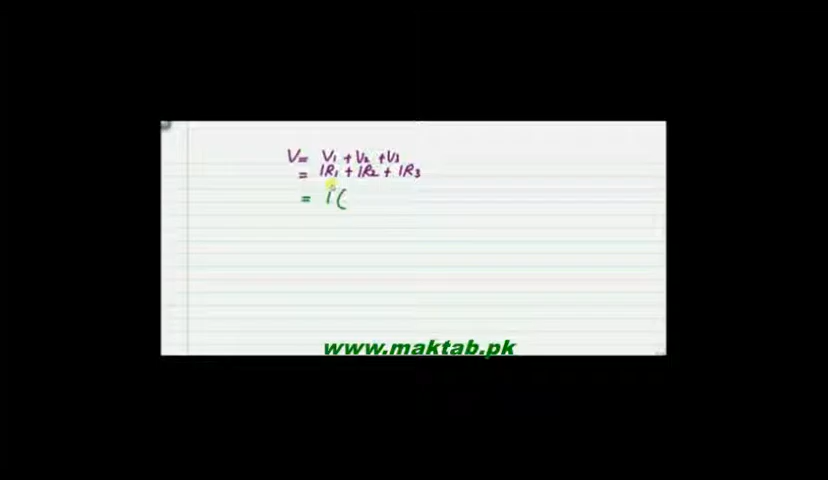 V = V₁ + V₂ + V₃
= IR₁ + IR₂ + IR₃
= I(
www.maktab.pk